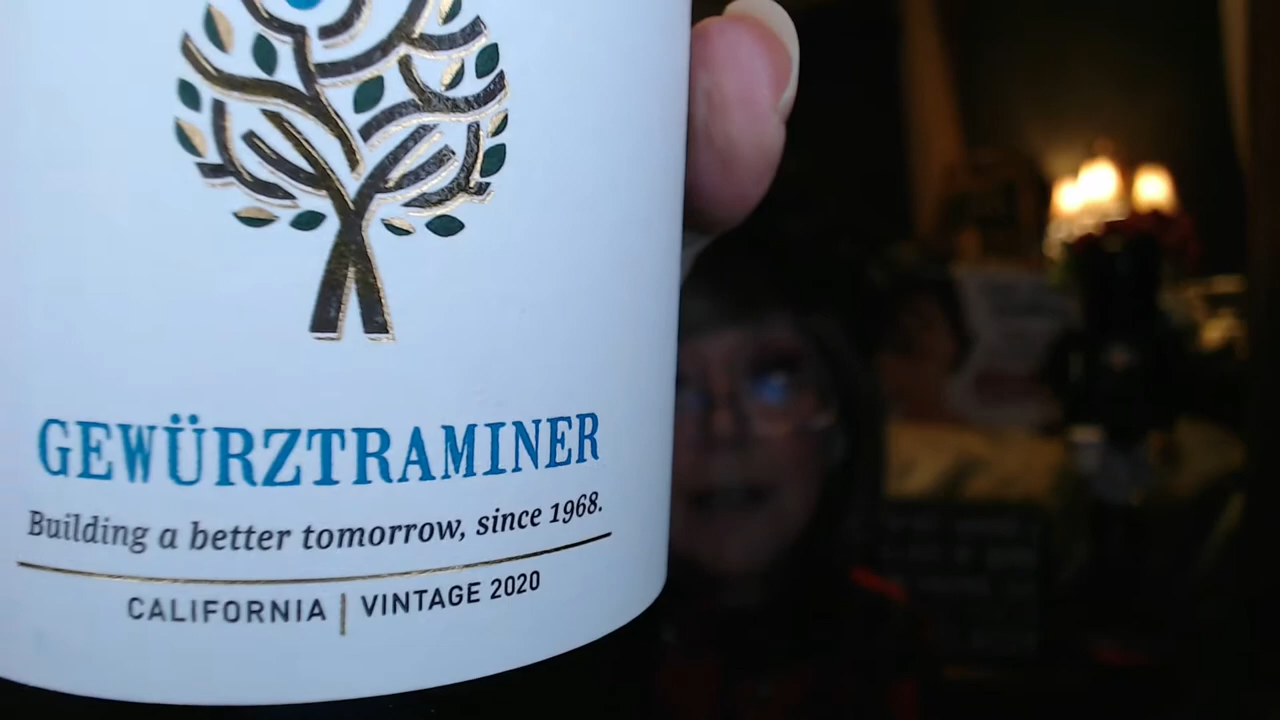 GEWÜRZTRAMINER
Building a better tomorrow, since 1968.
CALIFORNIA | VINTAGE 2020